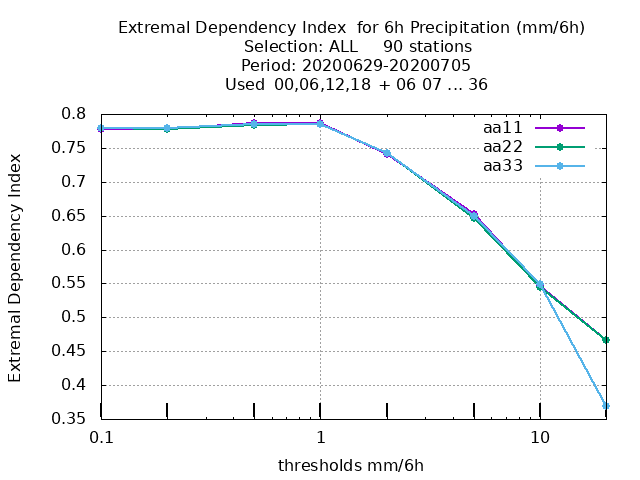 Extremal Dependency Index  for 6h Precipitation (mm/6h)
Selection: ALL     90 stations
Period: 20200629-20200705
Used  00,06,12,18  + 06 07 ... 36
aa11
aa22
aa33
0.8
0.75
0.7
0.65
0.6
0.55
0.5
0.45
0.4
0.35
Extremal Dependency Index
0.1
1
10
thresholds mm/6h